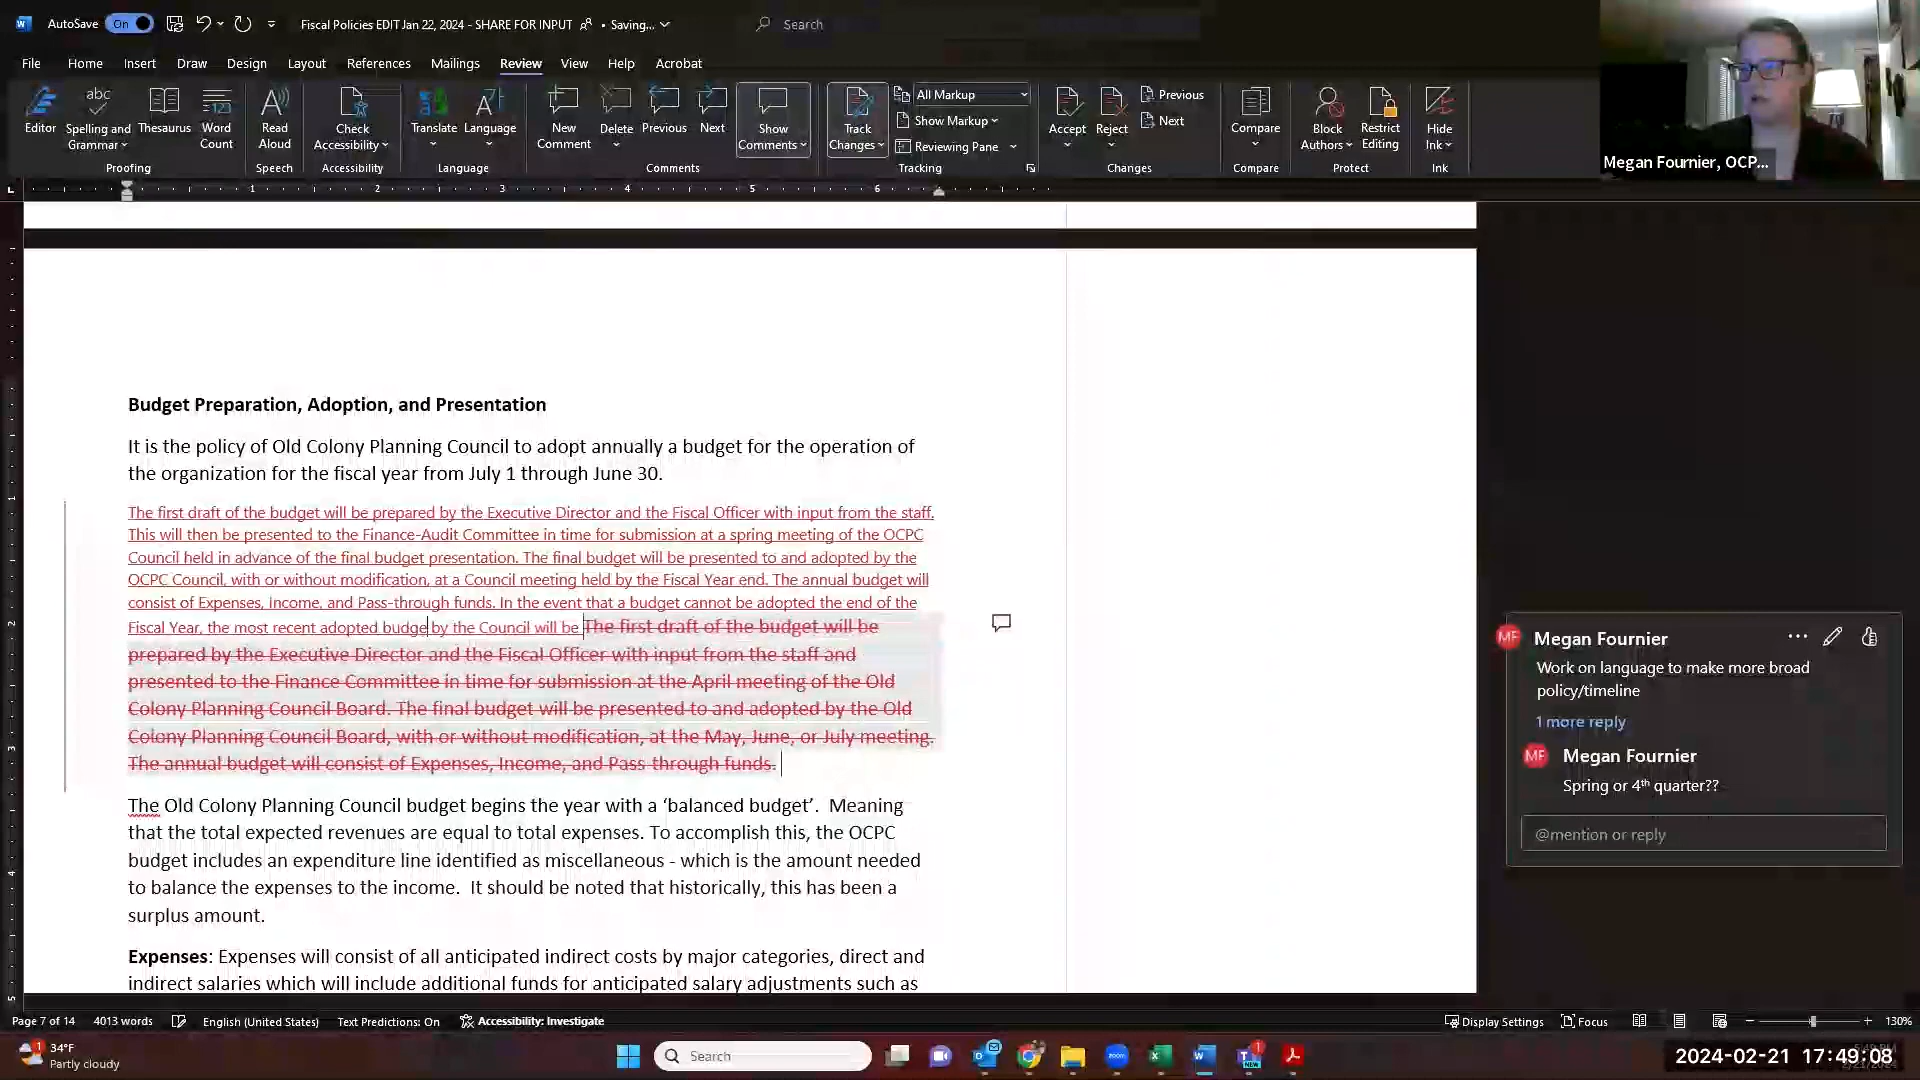 AutoSave On Fiscal Policies EDIT Jan 22, 2024 - SHARE FOR INPUT • Saving... Search
File Home Insert Draw Design Layout References Mailings Review View Help Acrobat
Editor
Spelling and Grammar
Thesaurus
Word Count
Proofing
Read Aloud
Speech
Check Accessibility
Accessibility
Translate
Language
Language
New Comment
Delete
Previous
Next
Show Comments
Comments
Track Changes
All Markup
Show Markup
Reviewing Pane
Tracking
Accept
Reject
Previous
Next
Changes
Compare
Compare
Block Authors
Restrict Editing
Protect
Hide Ink
Ink
Megan Fournier, OCP...
1 2 3 4 5 6
Budget Preparation, Adoption, and Presentation
It is the policy of Old Colony Planning Council to adopt annually a budget for the operation of
the organization for the fiscal year from July 1 through June 30.
The first draft of the budget will be prepared by the Executive Director and the Fiscal Officer with input from the staff.
This will then be presented to the Finance-Audit Committee in time for submission at a spring meeting of the OCPC
Council held in advance of the final budget presentation. The final budget will be presented to and adopted by the
OCPC Council, with or without modification, at a Council meeting held by the Fiscal Year end. The annual budget will
consist of Expenses, Income, and Pass-through funds. In the event that a budget cannot be adopted the end of the
Fiscal Year, the most recent adopted budge by the Council will be The first draft of the budget will be
prepared by the Executive Director and the Fiscal Officer with input from the staff and
presented to the Finance Committee in time for submission at the April meeting of the Old
Colony Planning Council Board. The final budget will be presented to and adopted by the Old
Colony Planning Council Board, with or without modification, at the May, June, or July meeting.
The annual budget will consist of Expenses, Income, and Pass-through funds.
The Old Colony Planning Council budget begins the year with a ‘balanced budget’.  Meaning
that the total expected revenues are equal to total expenses. To accomplish this, the OCPC
budget includes an expenditure line identified as miscellaneous - which is the amount needed
to balance the expenses to the income.  It should be noted that historically, this has been a
surplus amount.
Expenses: Expenses will consist of all anticipated indirect costs by major categories, direct and
indirect salaries which will include additional funds for anticipated salary adjustments such as
MF Megan Fournier
Work on language to make more broad
policy/timeline
1 more reply
MF Megan Fournier
Spring or 4th quarter??
@mention or reply
Page 7 of 14 4013 words English (United States) Text Predictions: On Accessibility: Investigate Display Settings Focus 130%
34°F
Partly cloudy
Search
2024-02-21 17:49:08